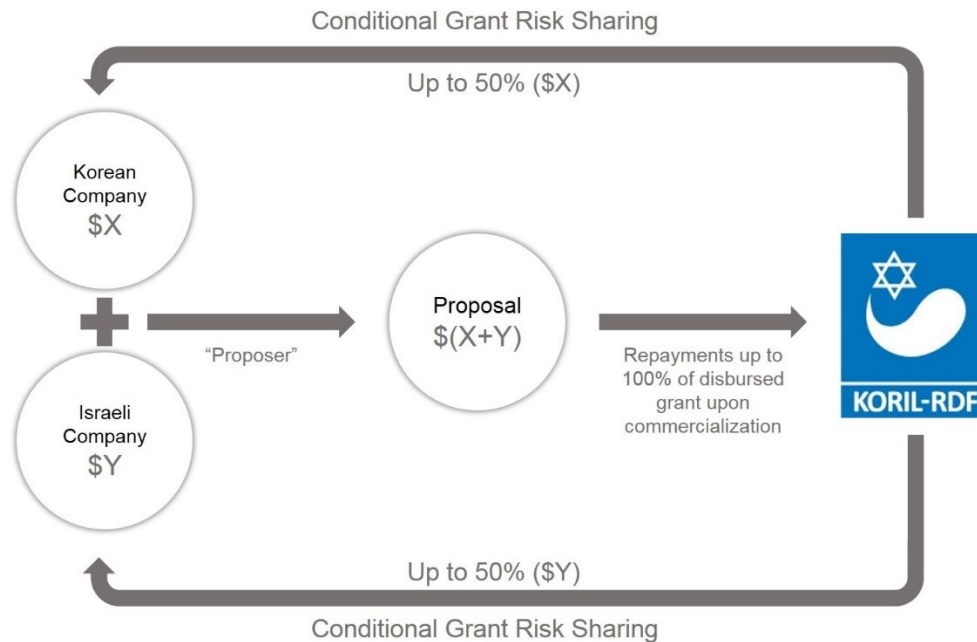 Conditional Grant Risk Sharing
Up to 50% ($X)
Korean
Company
$X
Proposal
$(X+Y)
“Proposer”
Repayments up to
100% of disbursed
grant upon
commercialization
KORIL-RDF
Israeli
Company
$Y
Up to 50% ($Y)
Conditional Grant Risk Sharing